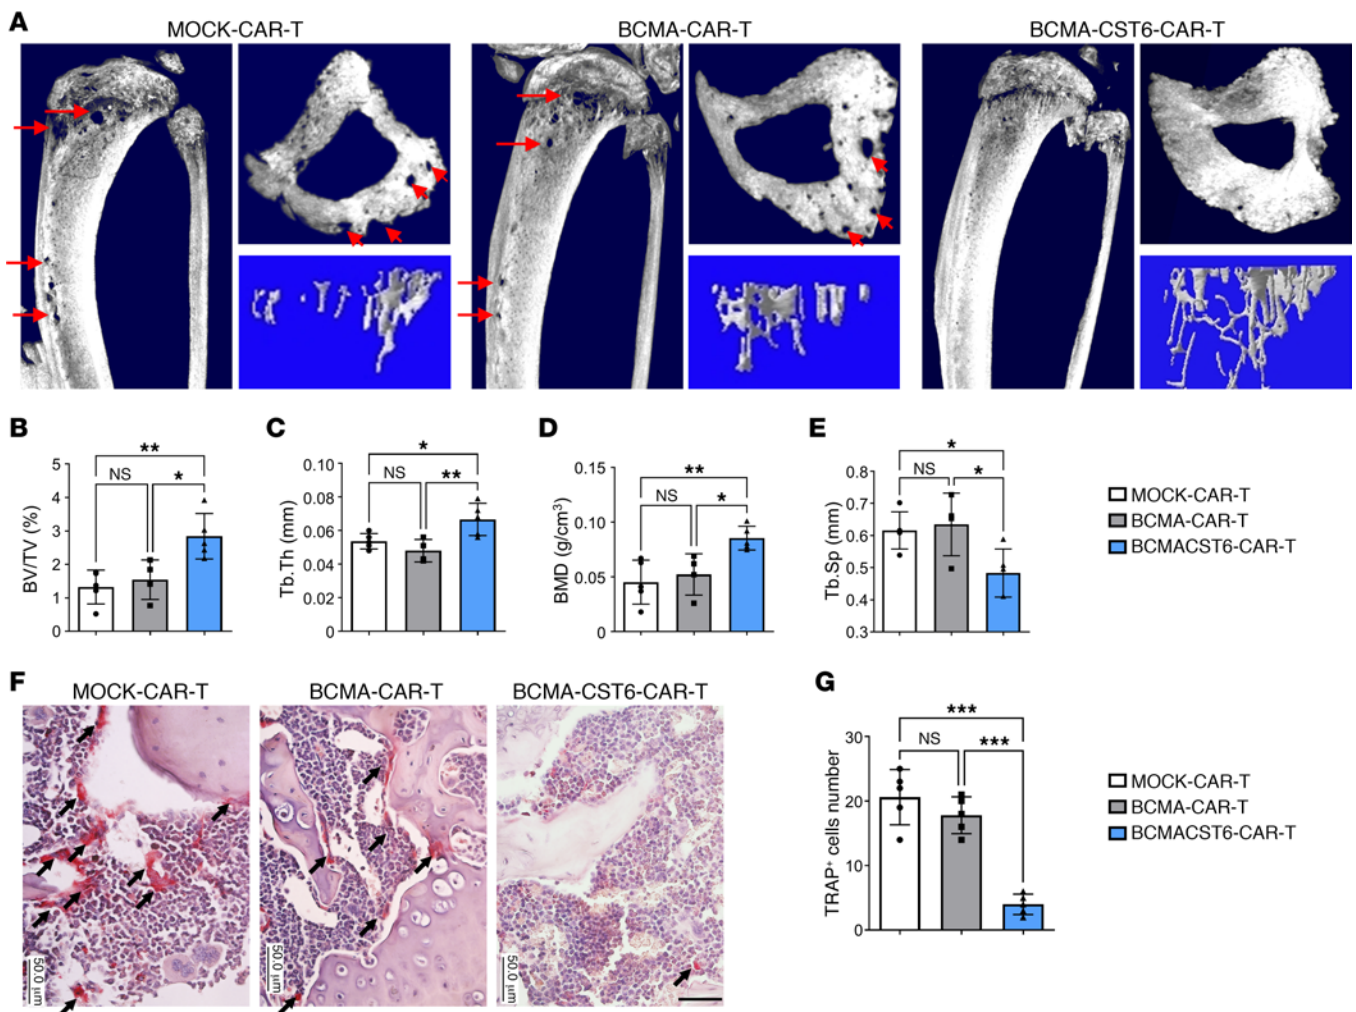 A
MOCK-CAR-T
BCMA-CAR-T
BCMA-CST6-CAR-T
B
BV/TV (%)
5
4
3
2
1
0
**
NS
*
C
Tb.Th (mm)
0.10
0.08
0.06
0.04
0.02
0.00
*
NS
**
D
BMD (g/cm³)
0.15
0.10
0.05
0
**
NS
*
E
Tb.Sp (mm)
0.8
0.7
0.6
0.5
0.4
0.3
*
NS
*
MOCK-CAR-T
BCMA-CAR-T
BCMACST6-CAR-T
F
MOCK-CAR-T
BCMA-CAR-T
BCMA-CST6-CAR-T
50.0 µm
50.0 µm
50.0 µm
G
TRAP⁺ cells number
30
20
10
0
***
NS
***
MOCK-CAR-T
BCMA-CAR-T
BCMACST6-CAR-T